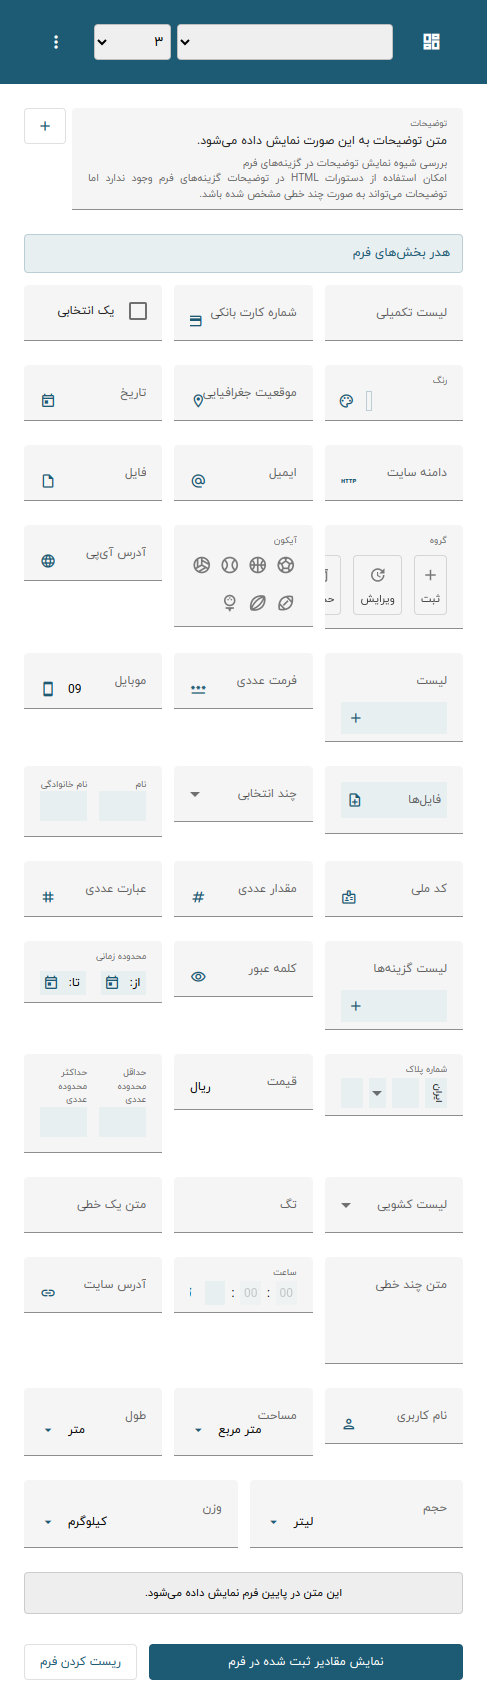 ۳
توضیحات
متن توضیحات به این صورت نمایش داده می‌شود.
بررسی شیوه نمایش توضیحات در گزینه‌های فرم
امکان استفاده از دستورات HTML در توضیحات گزینه‌های فرم وجود ندارد اما
توضیحات می‌تواند به صورت چند خطی مشخص شده باشد.
هدر بخش‌های فرم
لیست تکمیلی
شماره کارت بانکی
یک انتخابی
رنگ
موقعیت جغرافیایی
تاریخ
دامنه سایت
HTTP
ایمیل
فایل
گروه
ثبت
ویرایش
آیکون
آدرس آی‌پی
لیست
فرمت عددی
موبایل
09
فایل‌ها
چند انتخابی
نام
نام خانوادگی
کد ملی
مقدار عددی
عبارت عددی
لیست گزینه‌ها
کلمه عبور
محدوده زمانی
از:
تا:
شماره پلاک
ایران
قیمت
ریال
حداقل
محدوده
عددی
حداکثر
محدوده
عددی
لیست کشویی
تگ
متن یک خطی
متن چند خطی
ساعت
00 : 00 :
آدرس سایت
نام کاربری
مساحت
متر مربع
طول
متر
حجم
لیتر
وزن
کیلوگرم
این متن در پایین فرم نمایش داده می‌شود.
نمایش مقادیر ثبت شده در فرم
ریست کردن فرم